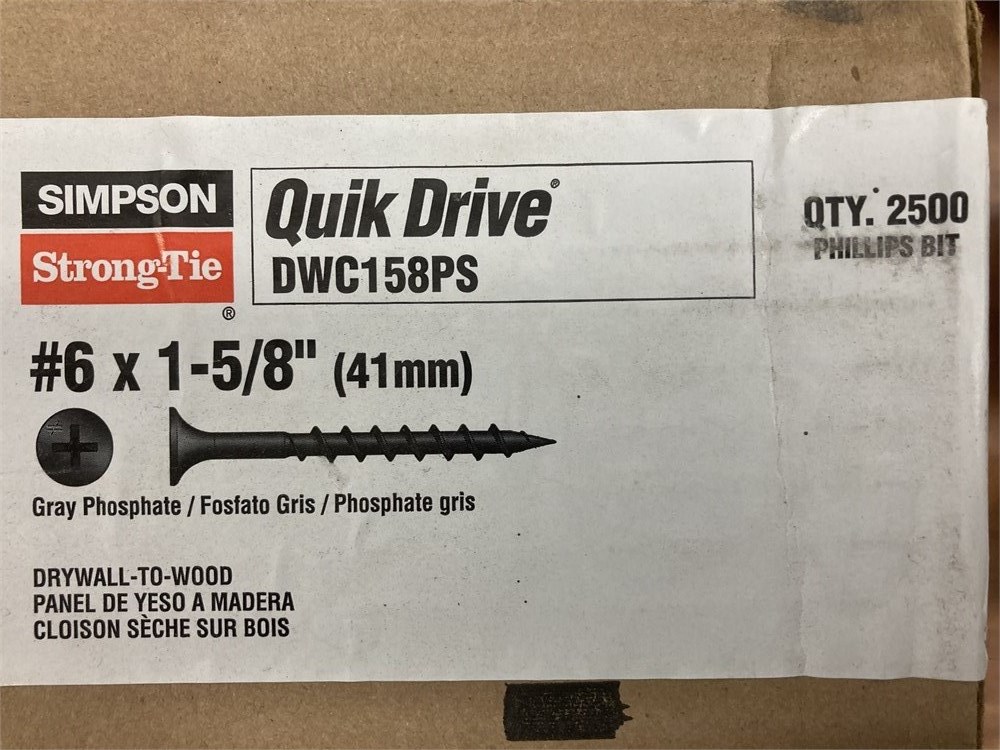 SIMPSON
Strong-Tie
®
Quik Drive®
DWC158PS
QTY. 2500
PHILLIPS BIT
#6 x 1-5/8" (41mm)
Gray Phosphate / Fosfato Gris / Phosphate gris
DRYWALL-TO-WOOD
PANEL DE YESO A MADERA
CLOISON SÈCHE SUR BOIS